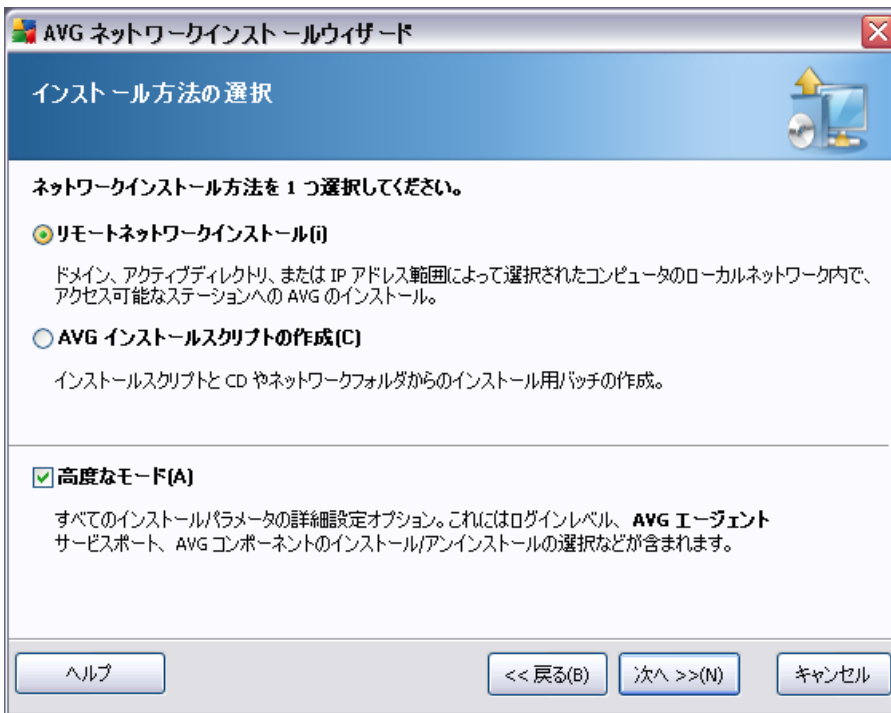 AVG ネットワークインストールウィザード
インストール方法の選択
ネットワークインストール方法を 1 つ選択してください。
リモートネットワークインストール(i)
ドメイン、アクティブディレクトリ、または IP アドレス範囲によって選択されたコンピュータのローカルネットワーク内で、
アクセス可能なステーションへの AVG のインストール。
AVG インストールスクリプトの作成(C)
インストールスクリプトと CD やネットワークフォルダからのインストール用バッチの作成。
高度なモード(A)
すべてのインストールパラメータの詳細設定オプション。これにはログインレベル、AVG エージェント
サービスポート、AVG コンポーネントのインストール/アンインストールの選択などが含まれます。
ヘルプ
<< 戻る(B)
次へ >>(N)
キャンセル